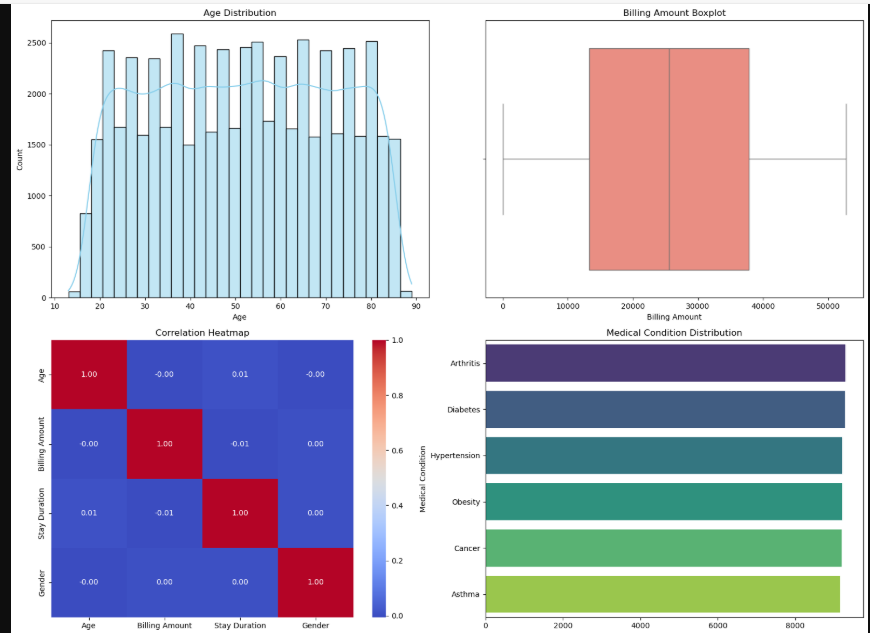 Age Distribution
2500
2000
1500
1000
500
0
Count
10 20 30 40 50 60 70 80 90
Age
Billing Amount Boxplot
0 10000 20000 30000 40000 50000
Billing Amount
Correlation Heatmap
Age
Billing Amount
Stay Duration
Gender
1.00 -0.00 0.01 -0.00
-0.00 1.00 -0.01 0.00
0.01 -0.01 1.00 0.00
-0.00 0.00 0.00 1.00
Age Billing Amount Stay Duration Gender
1.0
0.8
0.6
0.4
0.2
0.0
Medical Condition Distribution
Medical Condition
Arthritis
Diabetes
Hypertension
Obesity
Cancer
Asthma
0 2000 4000 6000 8000